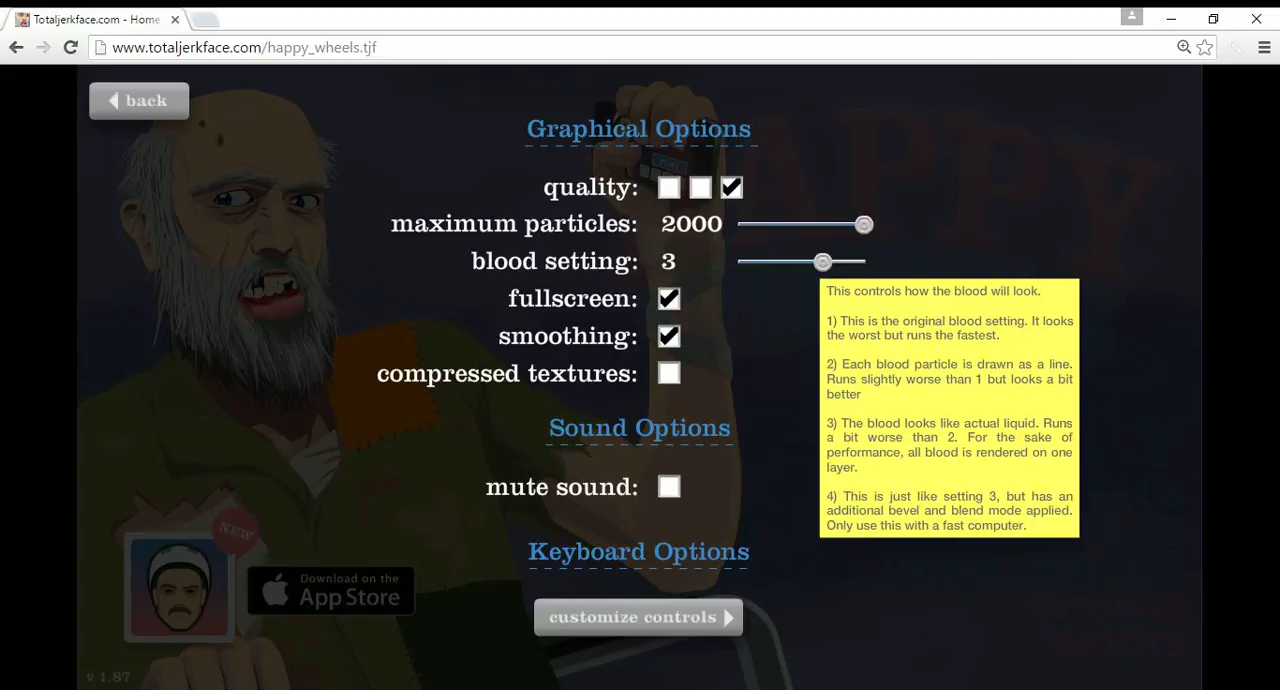 Totaljerkface.com - Home
www.totaljerkface.com/happy_wheels.tjf
back
Graphical Options
quality:
maximum particles: 2000
blood setting: 3
fullscreen:
smoothing:
compressed textures:
This controls how the blood will look.
1) This is the original blood setting. It looks
the worst but runs the fastest.
2) Each blood particle is drawn as a line.
Runs slightly worse than 1 but looks a bit
better
3) The blood looks like actual liquid. Runs
a bit worse than 2. For the sake of
performance, all blood is rendered on one
layer.
4) This is just like setting 3, but has an
additional bevel and blend mode applied.
Only use this with a fast computer.
Sound Options
mute sound:
Keyboard Options
customize controls
NEW
Download on the
App Store
HAPPY
v 1.87